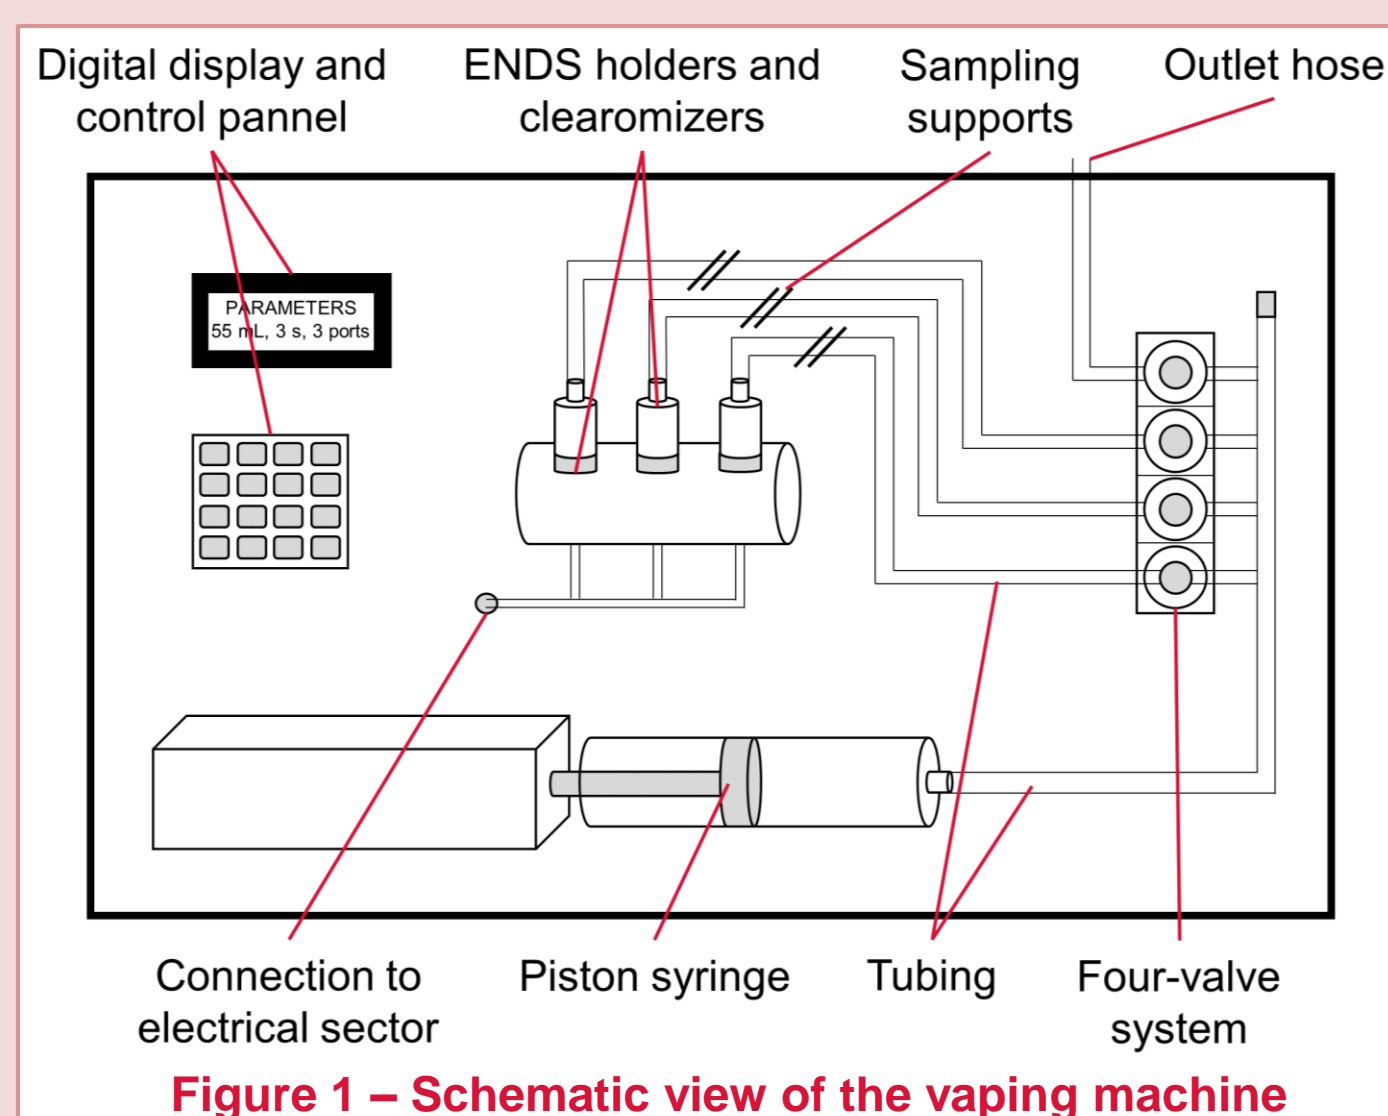 Digital display and
control pannel
ENDS holders and
clearomizers
Sampling
supports
Outlet hose
PARAMETERS
55 mL, 3 s, 3 ports
Connection to
electrical sector
Piston syringe
Tubing
Four-valve
system
Figure 1 – Schematic view of the vaping machine